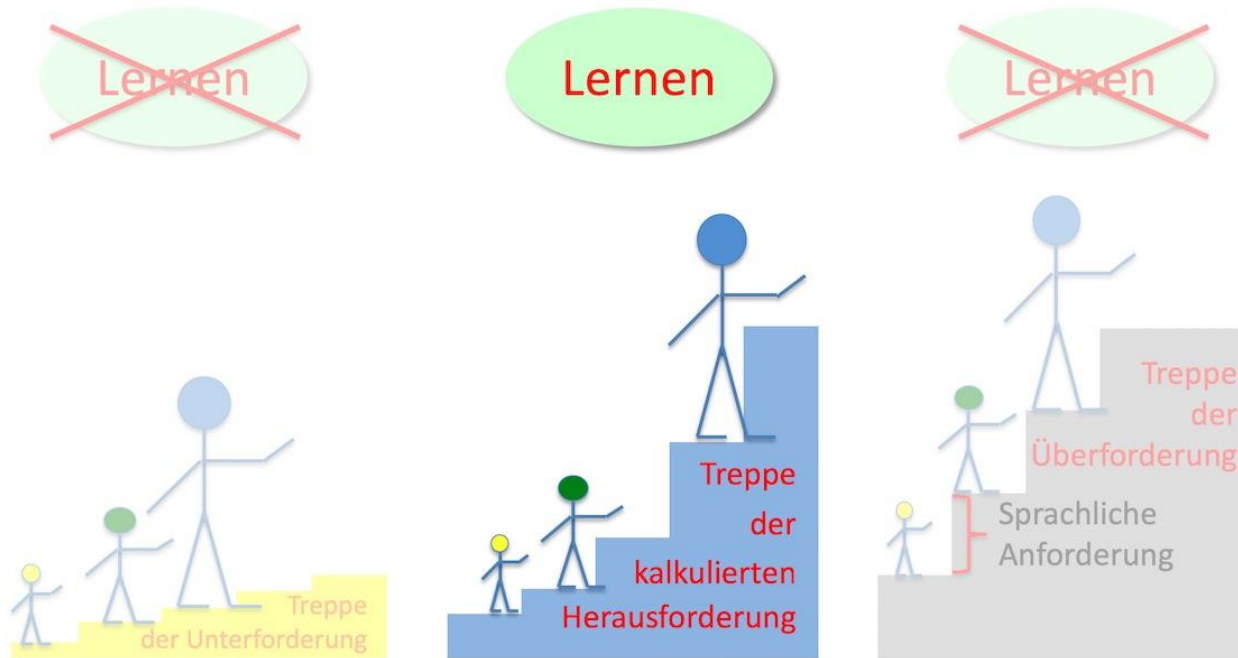 Lernen
Lernen
Lernen
Treppe
der Unterforderung
Treppe
der
kalkulierten
Herausforderung
Treppe
der
Überforderung
Sprachliche
Anforderung